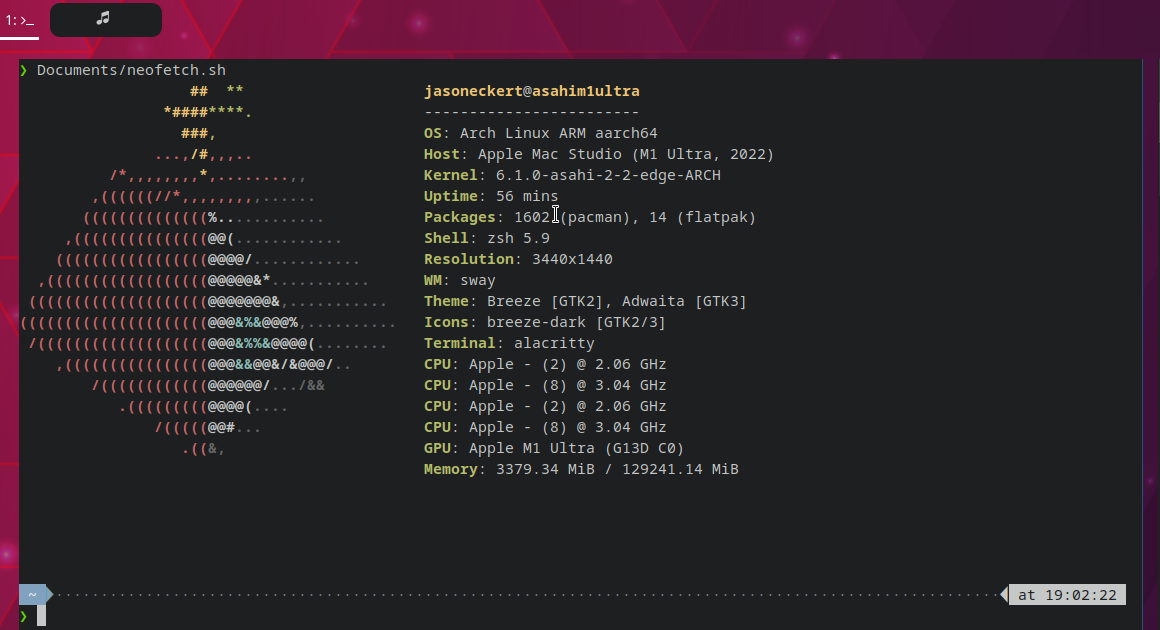 1: >_
❯ Documents/neofetch.sh
## **
*####****.
###,
...,/#,,,..
/*,,,,,,,,*,........,,
,((((((//*,,,,,,,,,......
((((((((((((((%............
,(((((((((((((((@@(............
(((((((((((((((((@@@@/............
,((((((((((((((((((@@@@@&*...........
((((((((((((((((((((@@@@@@@&,...........
(((((((((((((((((((((@@@&%&@@@%,..........
/(((((((((((((((((((@@@&%%&@@@@(........
,((((((((((((((((@@@&&@@&/&@@@/..
/((((((((((((@@@@@@/.../&&
.(((((((((@@@@(....
/(((((@@#...
.((&,
jasoneckert@asahim1ultra
------------------------
OS: Arch Linux ARM aarch64
Host: Apple Mac Studio (M1 Ultra, 2022)
Kernel: 6.1.0-asahi-2-2-edge-ARCH
Uptime: 56 mins
Packages: 1602 (pacman), 14 (flatpak)
Shell: zsh 5.9
Resolution: 3440x1440
WM: sway
Theme: Breeze [GTK2], Adwaita [GTK3]
Icons: breeze-dark [GTK2/3]
Terminal: alacritty
CPU: Apple - (2) @ 2.06 GHz
CPU: Apple - (8) @ 3.04 GHz
CPU: Apple - (2) @ 2.06 GHz
CPU: Apple - (8) @ 3.04 GHz
GPU: Apple M1 Ultra (G13D C0)
Memory: 3379.34 MiB / 129241.14 MiB
~ at 19:02:22
❯